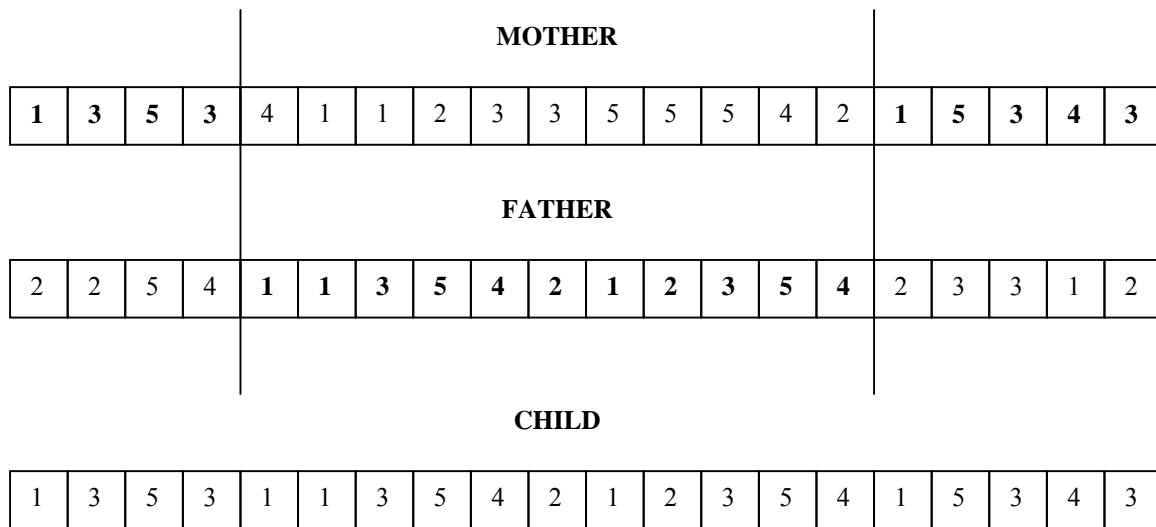 MOTHER
1 3 5 3 4 1 1 2 3 3 5 5 5 4 2 1 5 3 4 3
FATHER
2 2 5 4 1 1 3 5 4 2 1 2 3 5 4 2 3 3 1 2
CHILD
1 3 5 3 1 1 3 5 4 2 1 2 3 5 4 1 5 3 4 3